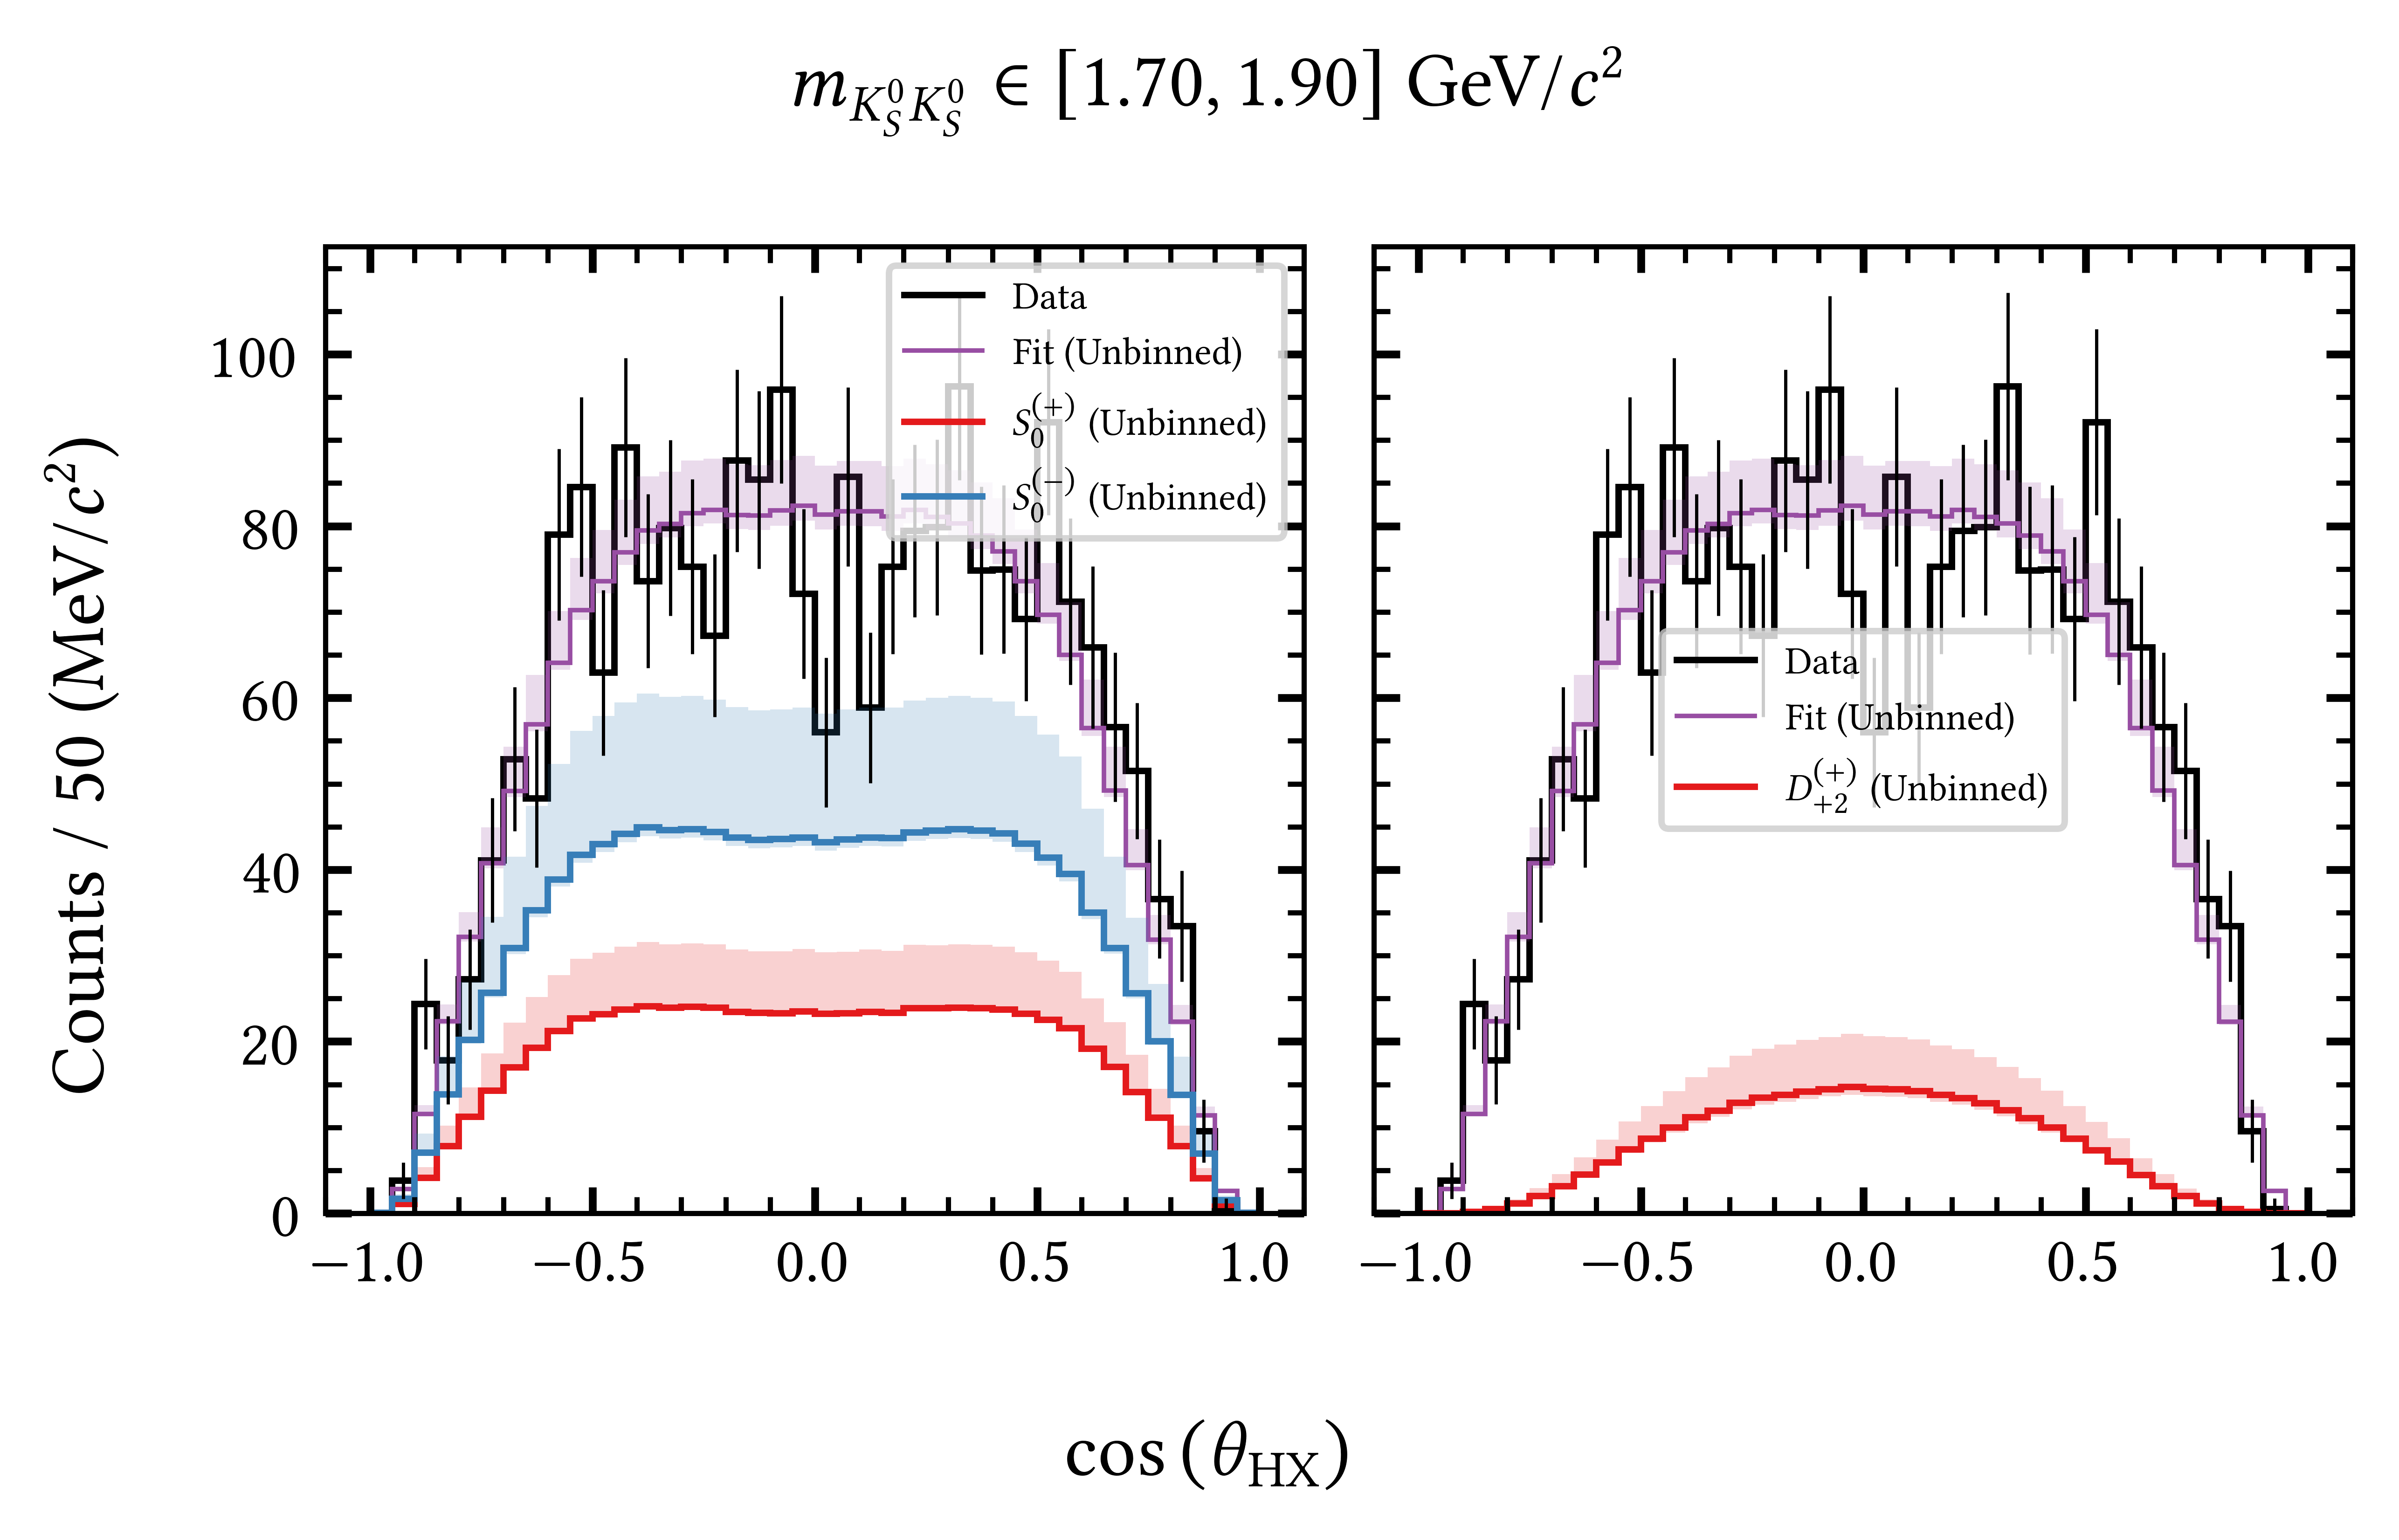 m_{K_S^0 K_S^0} ∈ [1.70, 1.90] GeV/c²
Counts / 50 (MeV/c²)
100
80
60
40
20
0
Data
Fit (Unbinned)
S_0^{(+)} (Unbinned)
S_0^{(−)} (Unbinned)
−1.0 −0.5 0.0 0.5 1.0
Data
Fit (Unbinned)
D_{+2}^{(+)} (Unbinned)
−1.0 −0.5 0.0 0.5 1.0
cos (θ_{HX})